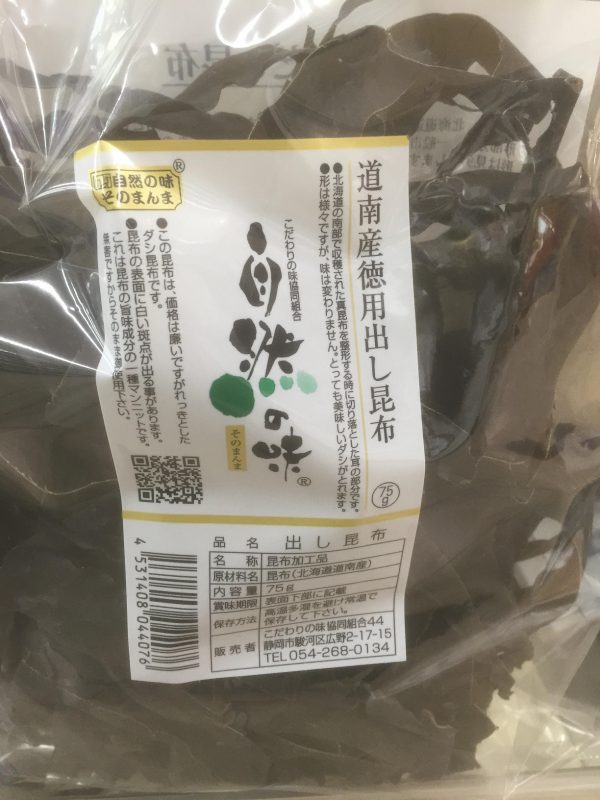 道南産徳用出し昆布
●北海道の南部で収穫された真昆布を整形する時に切り落とした耳の部分です。
●形は様々ですが、味は変わりません。とっても美味しいダシがとれます。
75g
こだわりの味協同組合
自然の味
そのまんま
®
自然の味
そのまんま
®
●この昆布は、価格は廉いですがれっきとした
ダシ昆布です。
●昆布の表面に白い斑点が出る事があります。
これは昆布の旨味成分の一種マンニットです。
無害ですからそのまま御使用下さい。
品名 出し昆布
名称 昆布加工品
原材料名 昆布(北海道道南産)
内容量 75g
賞味期限 表面下部に記載
保存方法 高温多湿を避け常温で
保存して下さい。
販売者 こだわりの味協同組合44
静岡市駿河区広野2-17-15
TEL054-268-0134
4531408044076
昆布
北海道